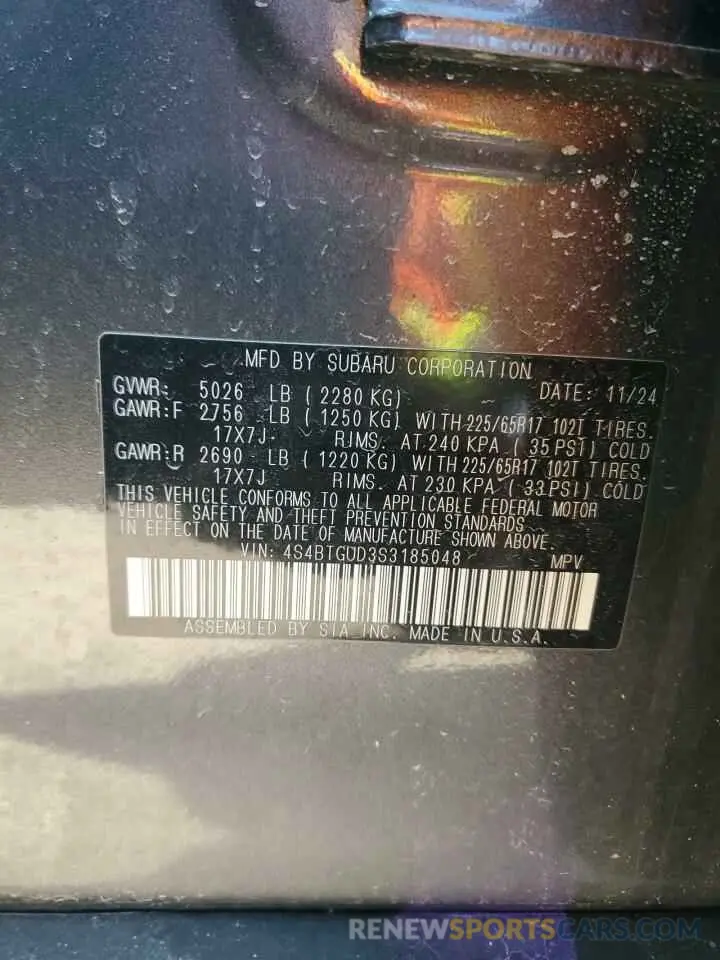 MFD BY SUBARU CORPORATION
GVWR: 5026 LB ( 2280 KG) DATE: 11/24
GAWR:F 2756 LB ( 1250 KG) WITH 225/65R17 102T TIRES.
17X7J RIMS. AT 240 KPA ( 35 PSI) COLD
GAWR:R 2690 LB ( 1220 KG) WITH 225/65R17 102T TIRES.
17X7J RIMS. AT 230 KPA ( 33 PSI) COLD
THIS VEHICLE CONFORMS TO ALL APPLICABLE FEDERAL MOTOR
VEHICLE SAFETY AND THEFT PREVENTION STANDARDS
IN EFFECT ON THE DATE OF MANUFACTURE SHOWN ABOVE.
VIN: 4S4BTGDD3S3185048 MPV
ASSEMBLED BY SIA INC. MADE IN U.S.A.
RENEWSPORTSCARS.COM